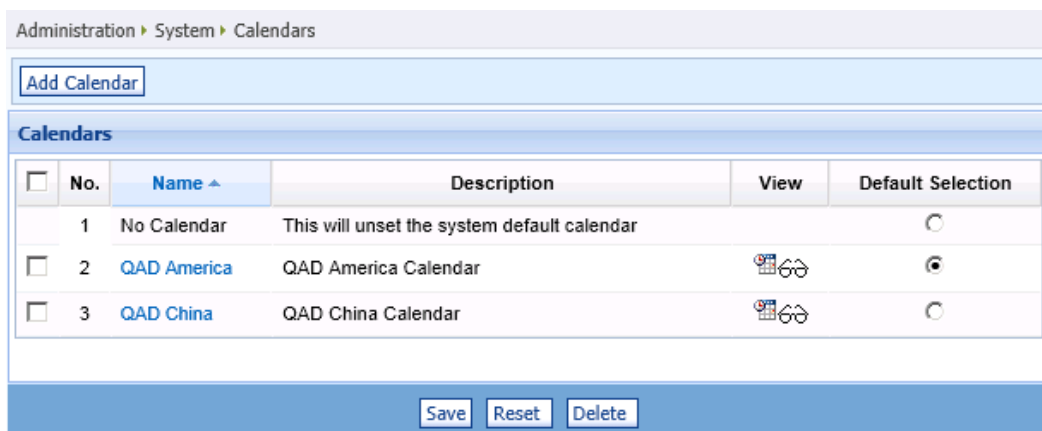 Administration System Calendars
Add Calendar
Calendars
No. Name Description View Default Selection
1 No Calendar This will unset the system default calendar
2 QAD America QAD America Calendar
3 QAD China QAD China Calendar
Save Reset Delete